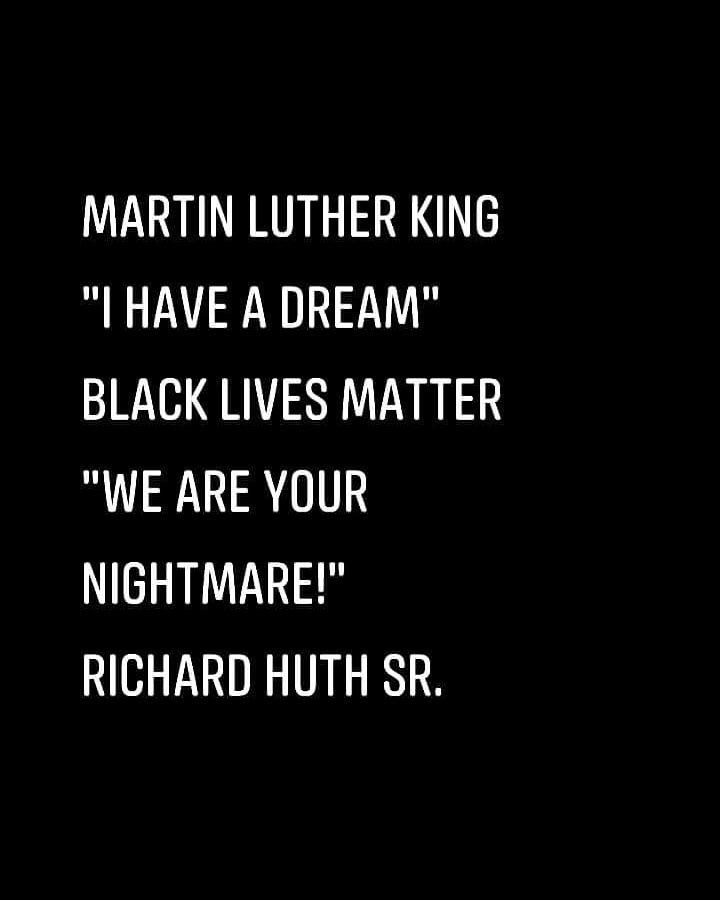 MARTIN LUTHER KING
"I HAVE A DREAM"
BLACK LIVES MATTER
"WE ARE YOUR
NIGHTMARE!"
RICHARD HUTH SR.